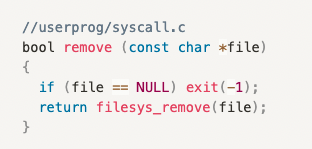 //userprog/syscall.c
bool remove (const char *file)
{
  if (file == NULL) exit(-1);
  return filesys_remove(file);
}